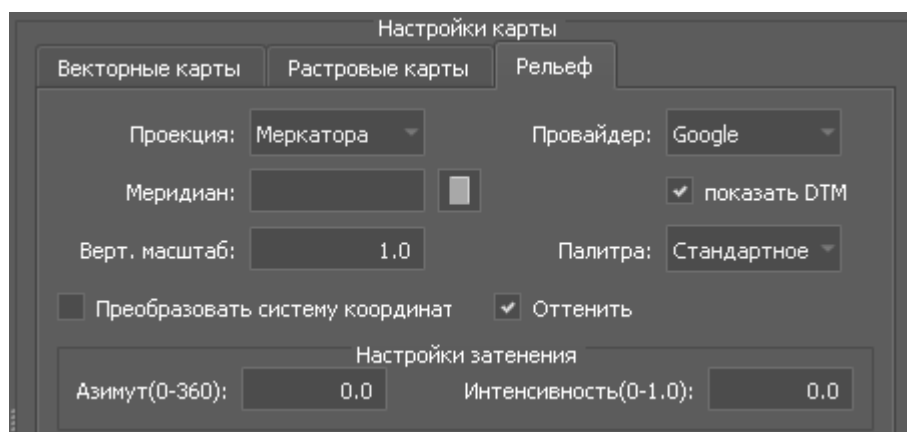 Настройки карты
Векторные карты Растровые карты Рельеф
Проекция: Меркатора Провайдер: Google
Меридиан: показать DTM
Верт. масштаб: 1.0 Палитра: Стандартное
Преобразовать систему координат Оттенить
Настройки затенения
Азимут(0-360): 0.0 Интенсивность(0-1.0): 0.0